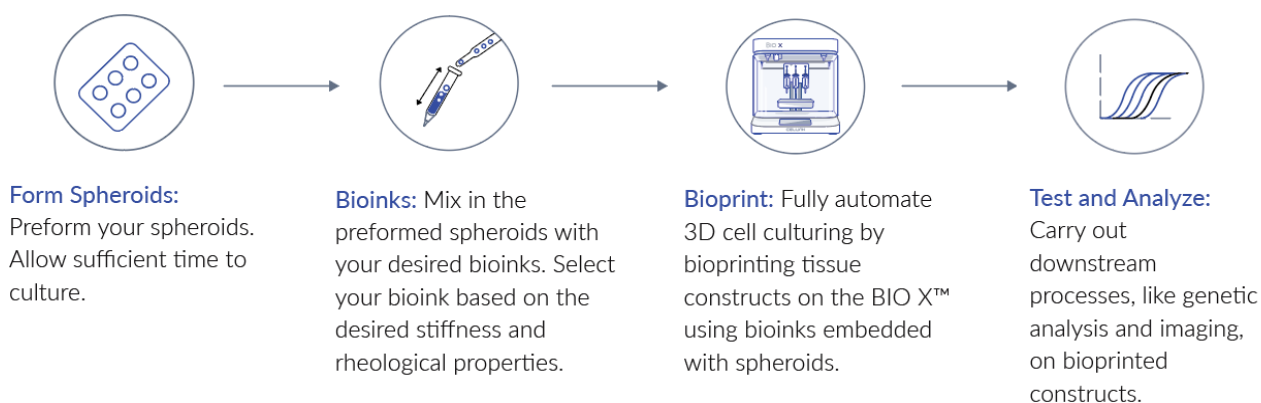 BIO X
CELLINK
Form Spheroids:
Preform your spheroids.
Allow sufficient time to
culture.
Bioinks: Mix in the
preformed spheroids with
your desired bioinks. Select
your bioink based on the
desired stiffness and
rheological properties.
Bioprint: Fully automate
3D cell culturing by
bioprinting tissue
constructs on the BIO X™
using bioinks embedded
with spheroids.
Test and Analyze:
Carry out
downstream
processes, like genetic
analysis and imaging,
on bioprinted
constructs.